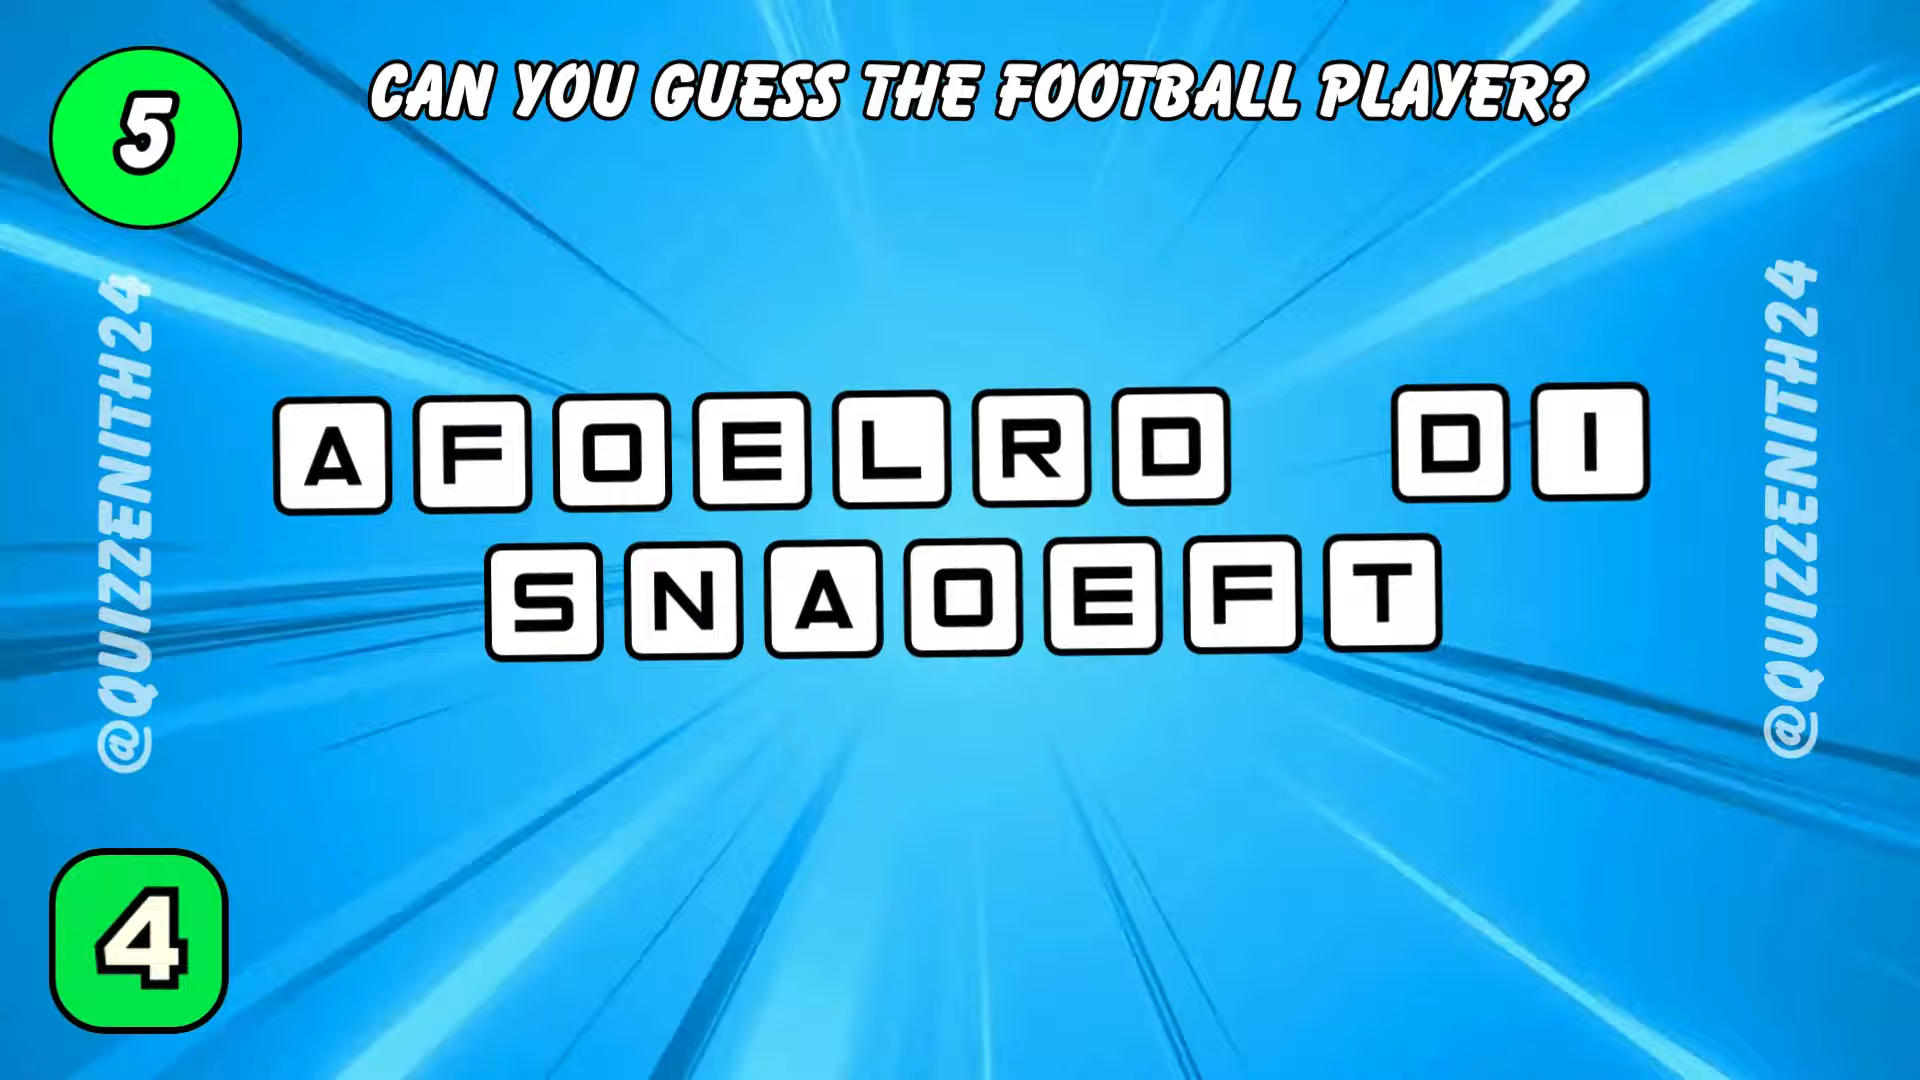 5
CAN YOU GUESS THE FOOTBALL PLAYER?
@QUIZZENITH24
@QUIZZENITH24
AFOELRD DI
SNAOEFT
4